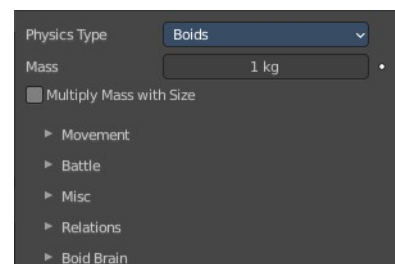 Physics Type Boids
Mass 1 kg
Multiply Mass with Size
Movement
Battle
Misc
Relations
Boid Brain